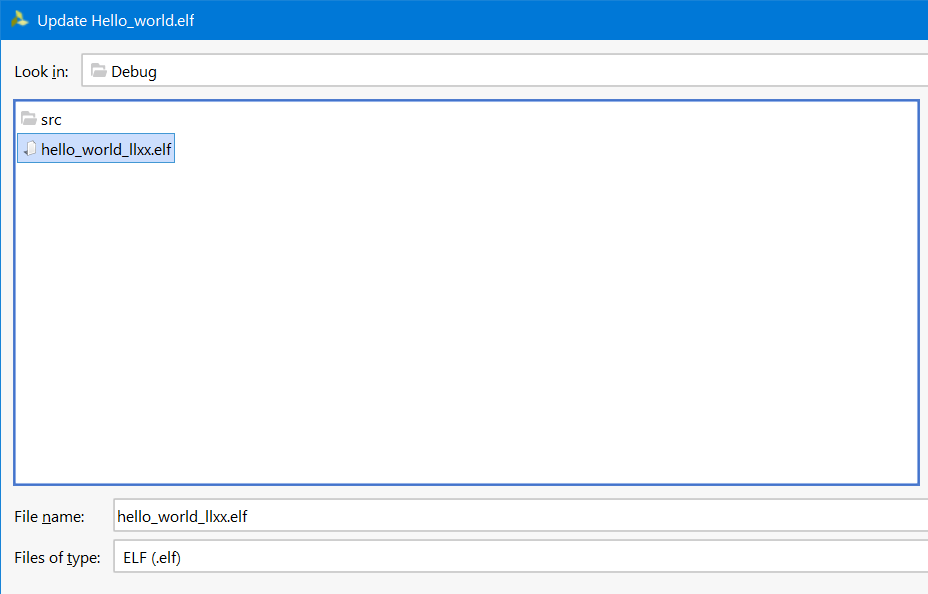 Update Hello_world.elf
Look in: Debug
src
hello_world_llxx.elf
File name: hello_world_llxx.elf
Files of type: ELF (.elf)